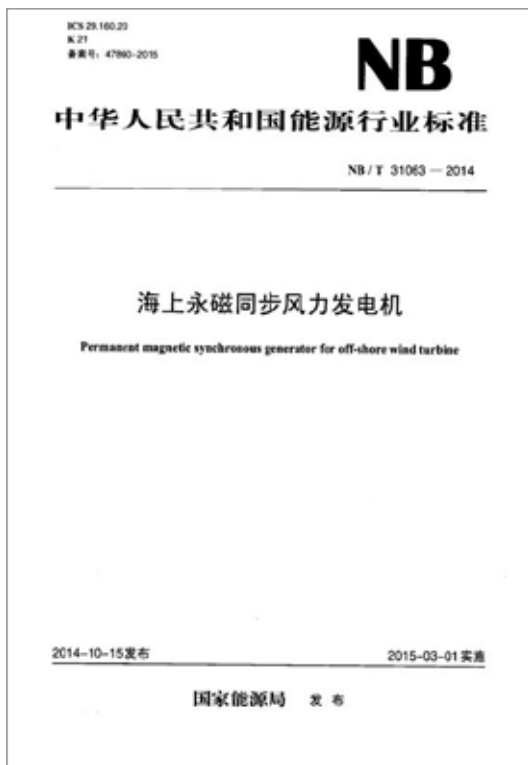 ICS 29.160.20
K 21
备案号：47860-2015
NB
中华人民共和国能源行业标准
NB/T 31063—2014
海上永磁同步风力发电机
Permanent magnetic synchronous generator for off-shore wind turbine
2014-10-15发布
2015-03-01实施
国家能源局 发布